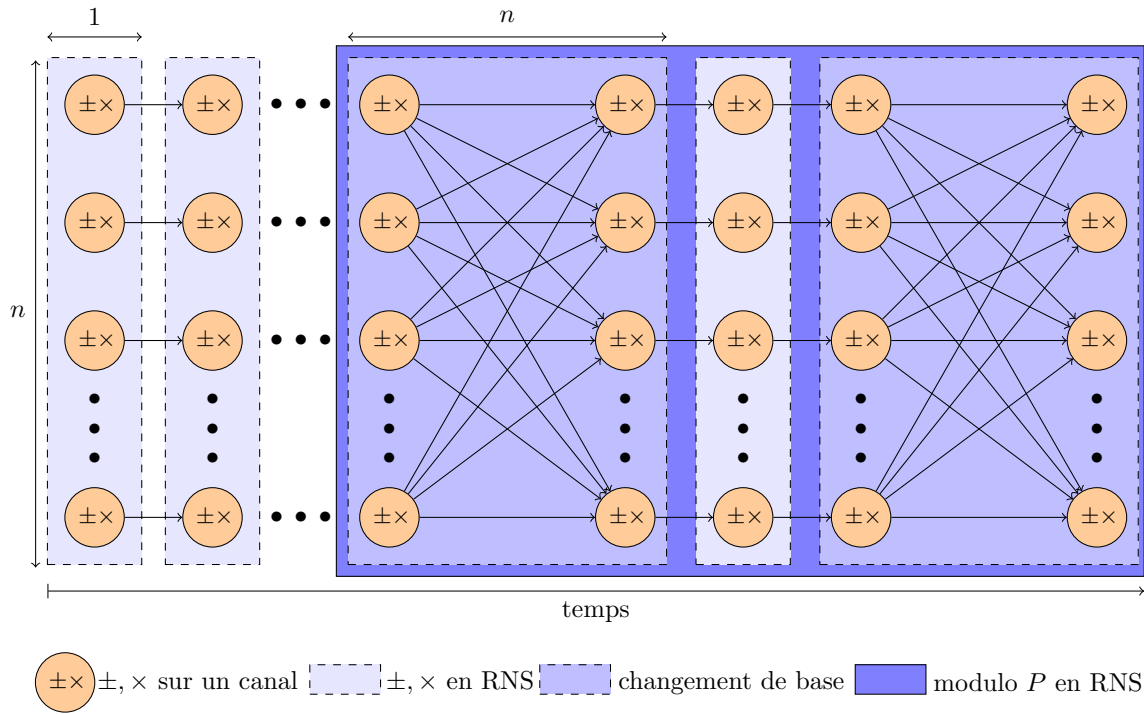 1 n
±× ±× ±× ±× ±× ±× ±×
±× ±× ±× ±× ±× ±× ±×
n
±× ±× ±× ±× ±× ±× ±×
±× ±× ±× ±× ±× ±× ±×
temps
±× ±, × sur un canal ±, × en RNS changement de base modulo P en RNS